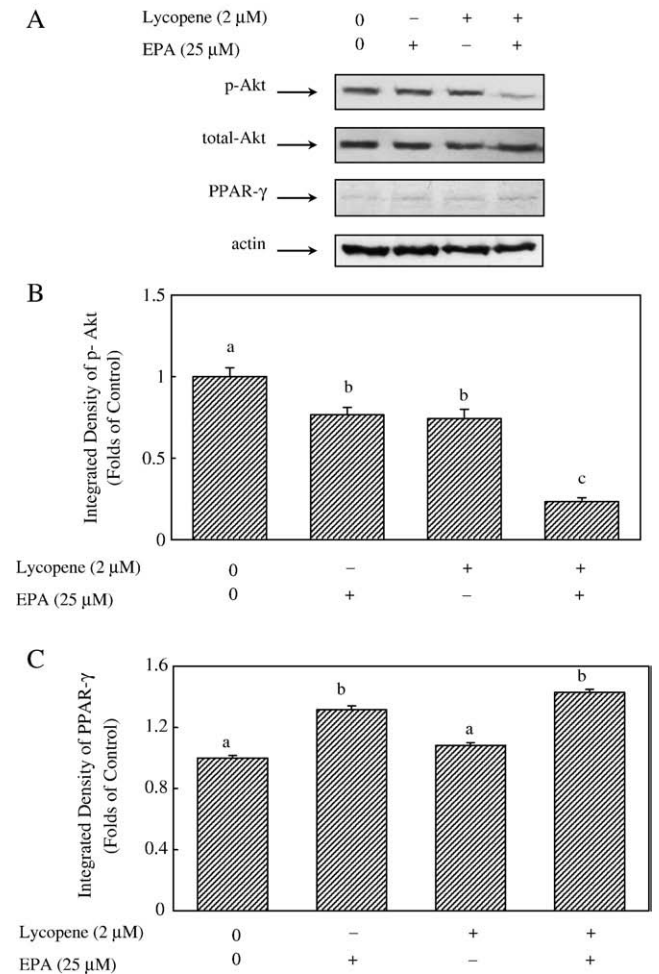 A
Lycopene (2 µM) 0 – + +
EPA (25 µM) 0 + – +
p-Akt
total-Akt
PPAR-γ
actin
B
Integrated Density of p- Akt
(Folds of Control)
1.5
1
0.5
0
a
b
b
c
Lycopene (2 µM) 0 – + +
EPA (25 µM) 0 + – +
C
Integrated Density of PPAR-γ
(Folds of Control)
1.6
1.2
0.8
0.4
0
a
b
a
b
Lycopene (2 µM) 0 – + +
EPA (25 µM) 0 + – +